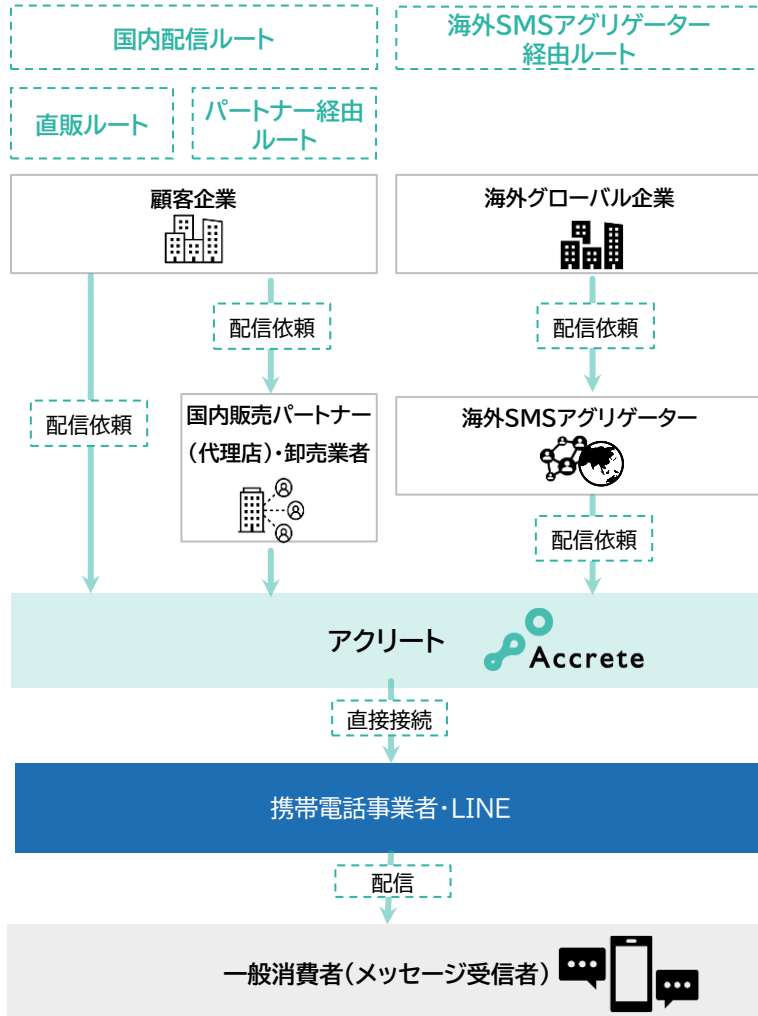 国内配信ルート
海外SMSアグリゲーター
経由ルート
直販ルート
パートナー経由
ルート
顧客企業
海外グローバル企業
配信依頼
配信依頼
配信依頼
国内販売パートナー
(代理店)・卸売業者
海外SMSアグリゲーター
配信依頼
アクリート
Accrete
直接接続
携帯電話事業者・LINE
配信
一般消費者(メッセージ受信者)